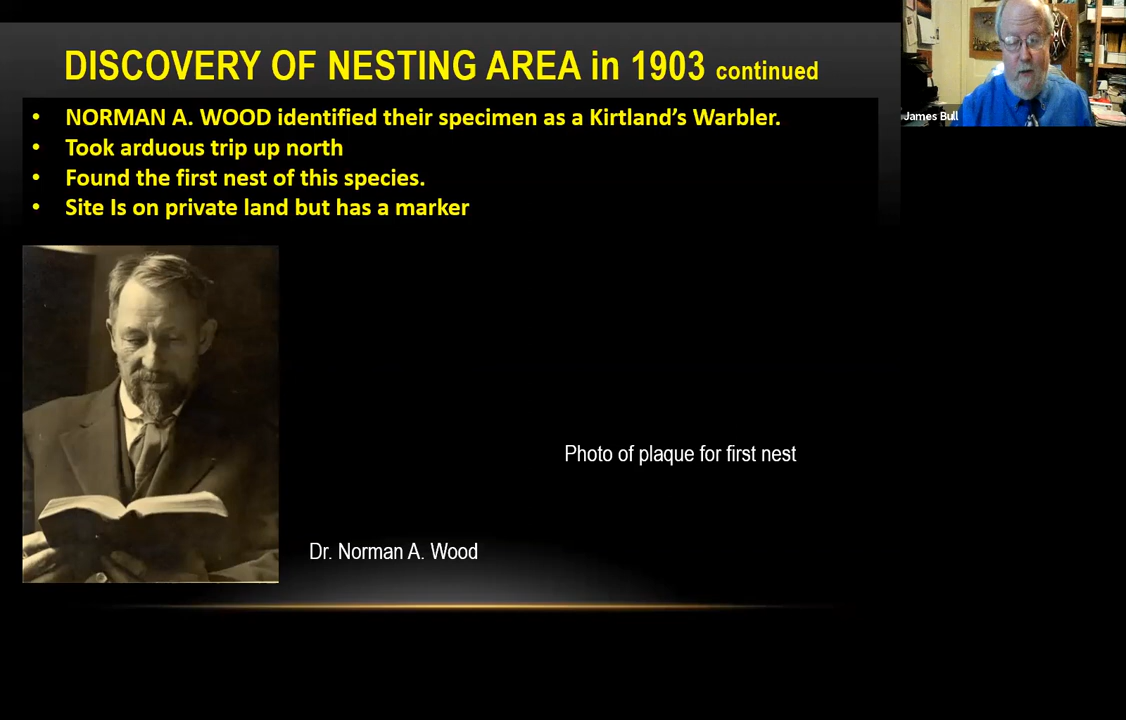 DISCOVERY OF NESTING AREA in 1903 continued
• NORMAN A. WOOD identified their specimen as a Kirtland’s Warbler.
• Took arduous trip up north
• Found the first nest of this species.
• Site Is on private land but has a marker
James Bull
Photo of plaque for first nest
Dr. Norman A. Wood